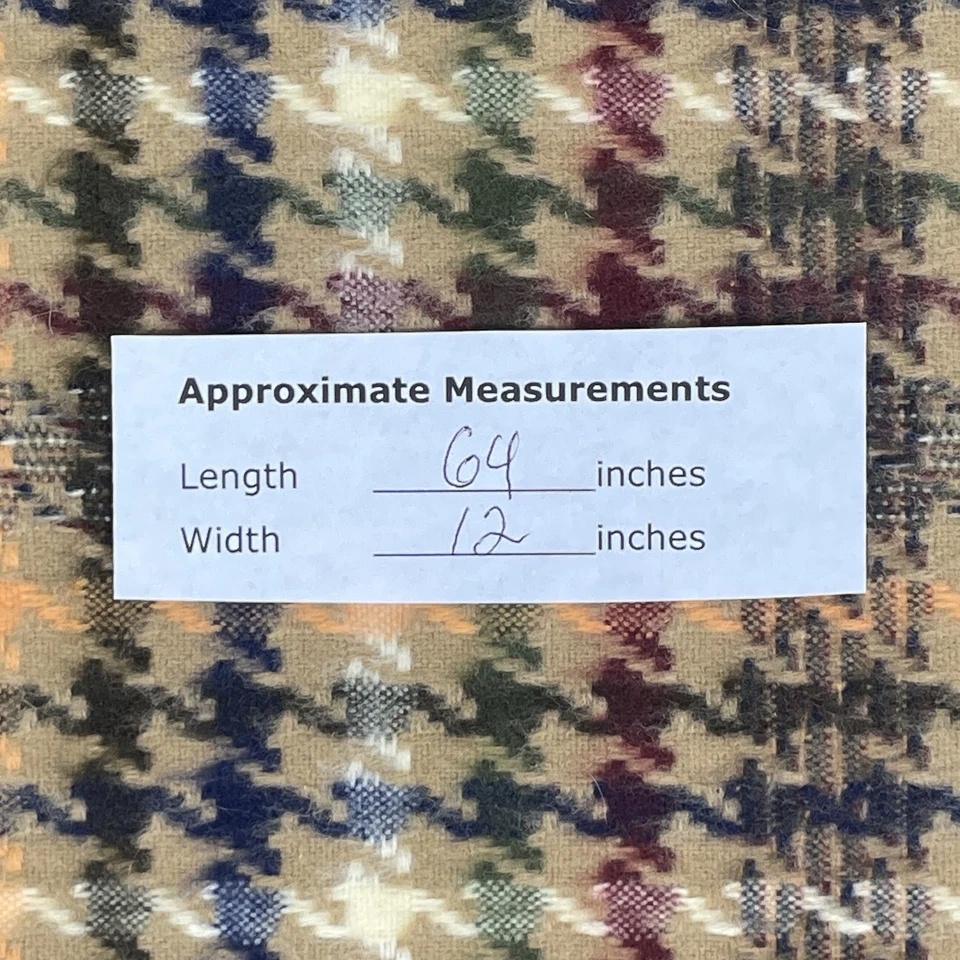 Approximate Measurements
Length 64 inches
Width 12 inches